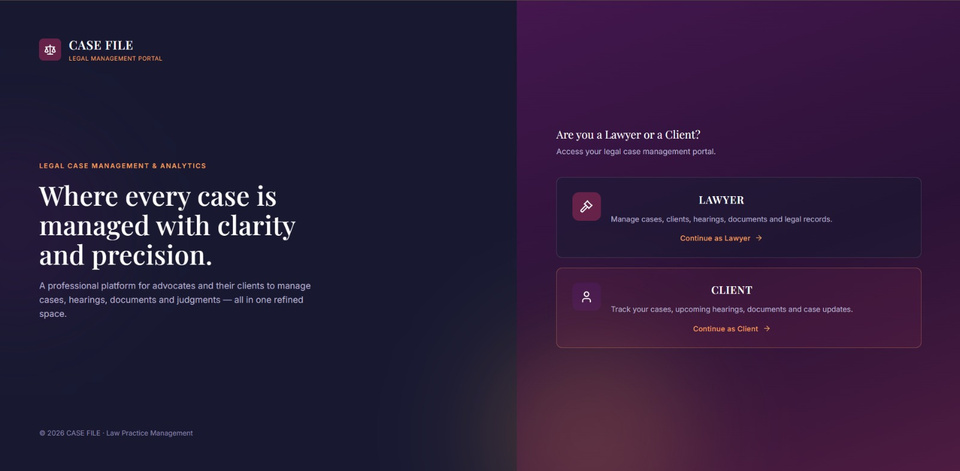 CASE FILE
LEGAL MANAGEMENT PORTAL
LEGAL CASE MANAGEMENT & ANALYTICS
Where every case is
managed with clarity
and precision.
A professional platform for advocates and their clients to manage
cases, hearings, documents and judgments — all in one refined
space.
© 2026 CASE FILE · Law Practice Management
Are you a Lawyer or a Client?
Access your legal case management portal.
LAWYER
Manage cases, clients, hearings, documents and legal records.
Continue as Lawyer →
CLIENT
Track your cases, upcoming hearings, documents and case updates.
Continue as Client →